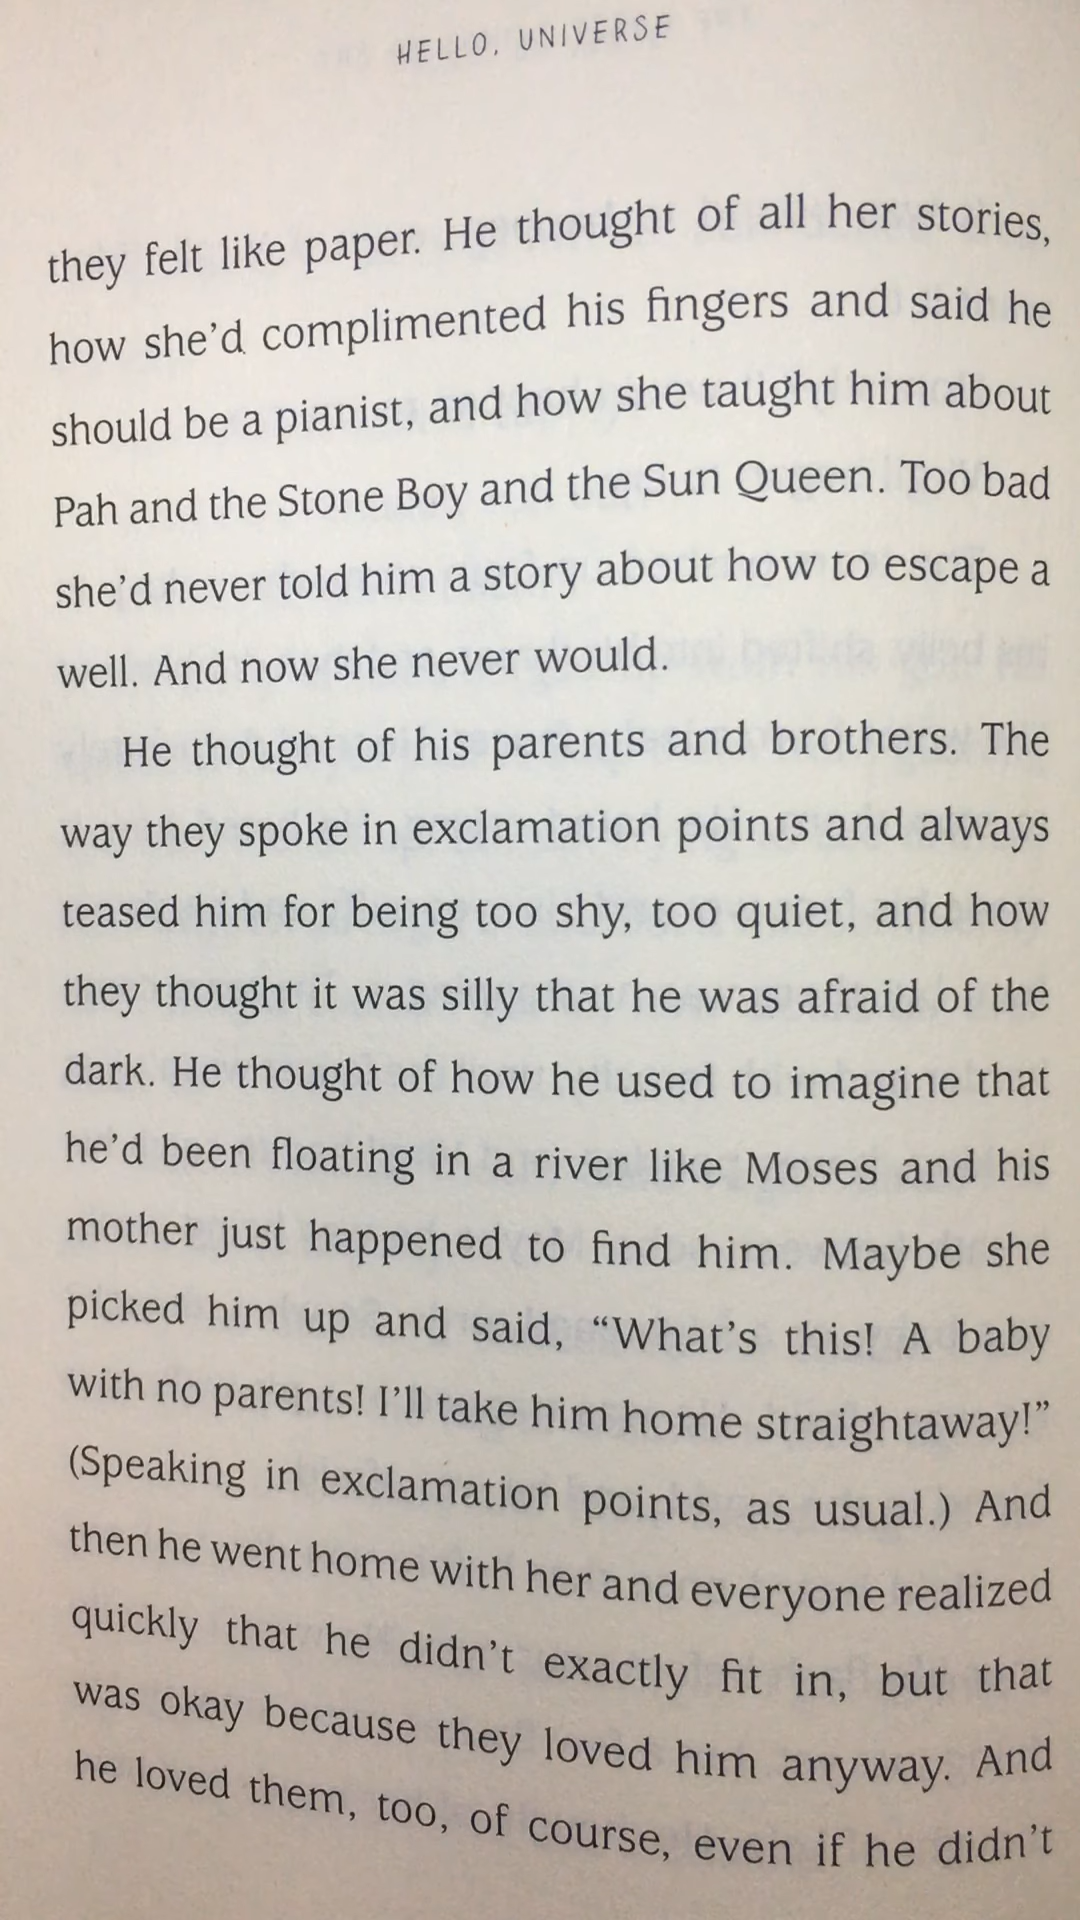 HELLO, UNIVERSE
they felt like paper. He thought of all her stories,
how she’d complimented his fingers and said he
should be a pianist, and how she taught him about
Pah and the Stone Boy and the Sun Queen. Too bad
she’d never told him a story about how to escape a
well. And now she never would.
He thought of his parents and brothers. The
way they spoke in exclamation points and always
teased him for being too shy, too quiet, and how
they thought it was silly that he was afraid of the
dark. He thought of how he used to imagine that
he’d been floating in a river like Moses and his
mother just happened to find him. Maybe she
picked him up and said, “What’s this! A baby
with no parents! I’ll take him home straightaway!”
(Speaking in exclamation points, as usual.) And
then he went home with her and everyone realized
quickly that he didn’t exactly fit in, but that
was okay because they loved him anyway. And
he loved them, too, of course, even if he didn’t